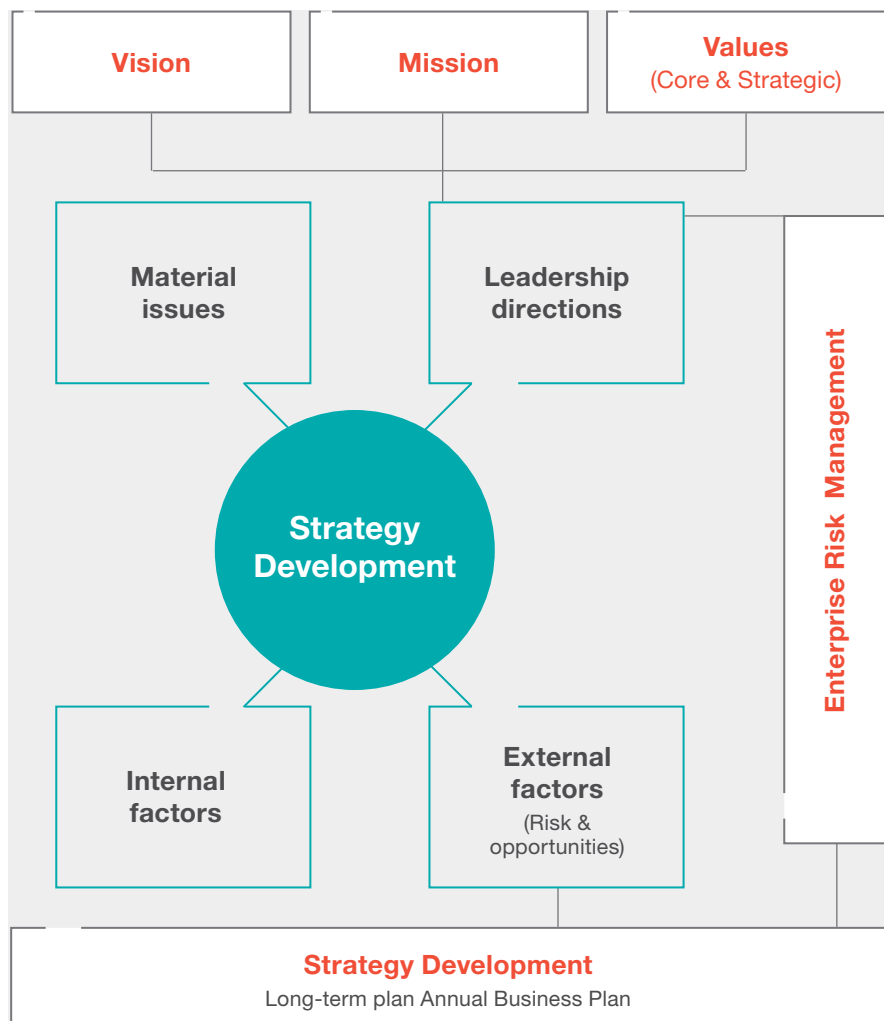 Vision
Mission
Values
(Core & Strategic)
Material
issues
Leadership
directions
Enterprise Risk Management
Strategy
Development
Internal
factors
External
factors
(Risk &
opportunities)
Strategy Development
Long-term plan Annual Business Plan